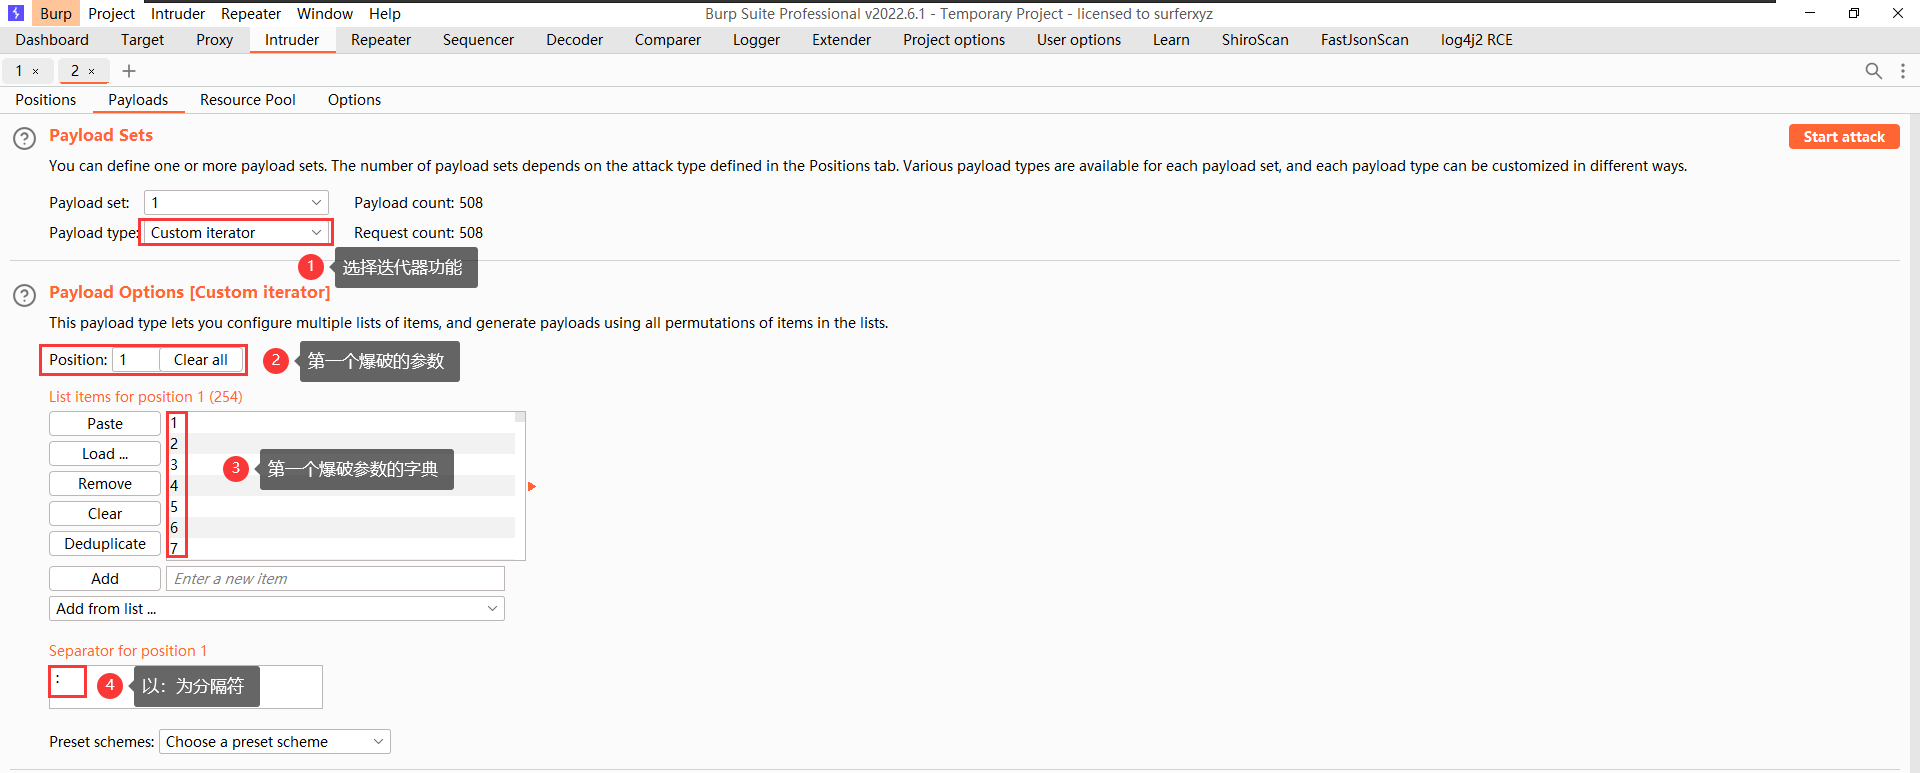 Burp Project Intruder Repeater Window Help Burp Suite Professional v2022.6.1 - Temporary Project - licensed to surferxyz
Dashboard Target Proxy Intruder Repeater Sequencer Decoder Comparer Logger Extender Project options User options Learn ShiroScan FastJsonScan log4j2 RCE
1 × 2 ×
Positions Payloads Resource Pool Options
Payload Sets Start attack
You can define one or more payload sets. The number of payload sets depends on the attack type defined in the Positions tab. Various payload types are available for each payload set, and each payload type can be customized in different ways.
Payload set: 1 Payload count: 508
Payload type: Custom iterator Request count: 508
1 选择迭代器功能
Payload Options [Custom iterator]
This payload type lets you configure multiple lists of items, and generate payloads using all permutations of items in the lists.
Position: 1 Clear all 2 第一个爆破的参数
List items for position 1 (254)
Paste 1
2
Load ... 3
3 第一个爆破参数的字典
Remove 4
Clear 5
6
Deduplicate 7
Add Enter a new item
Add from list ...
Separator for position 1
: 4 以：为分隔符
Preset schemes: Choose a preset scheme